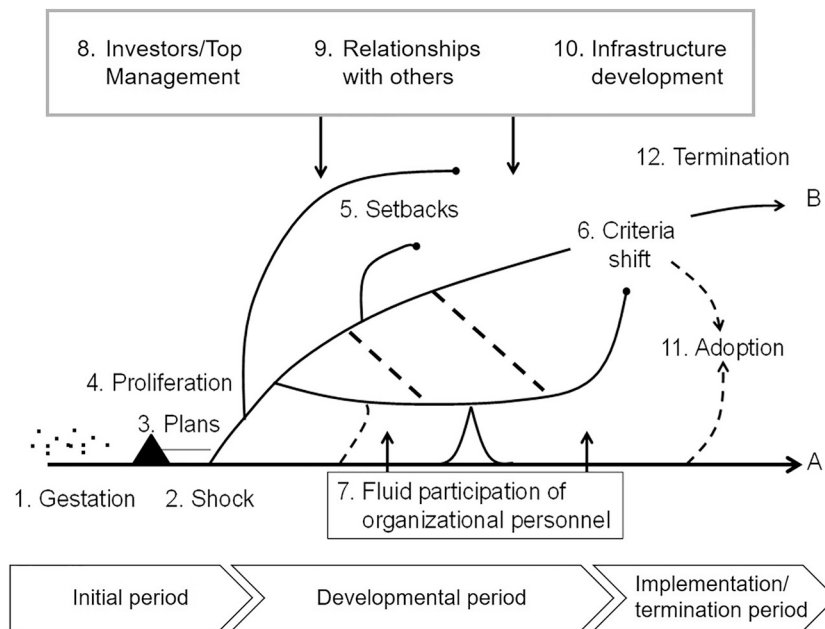 8. Investors/Top
Management
9. Relationships
with others
10. Infrastructure
development
12. Termination
B
5. Setbacks
6. Criteria
shift
11. Adoption
4. Proliferation
3. Plans
A
1. Gestation
2. Shock
7. Fluid participation of
organizational personnel
Initial period
Developmental period
Implementation/
termination period